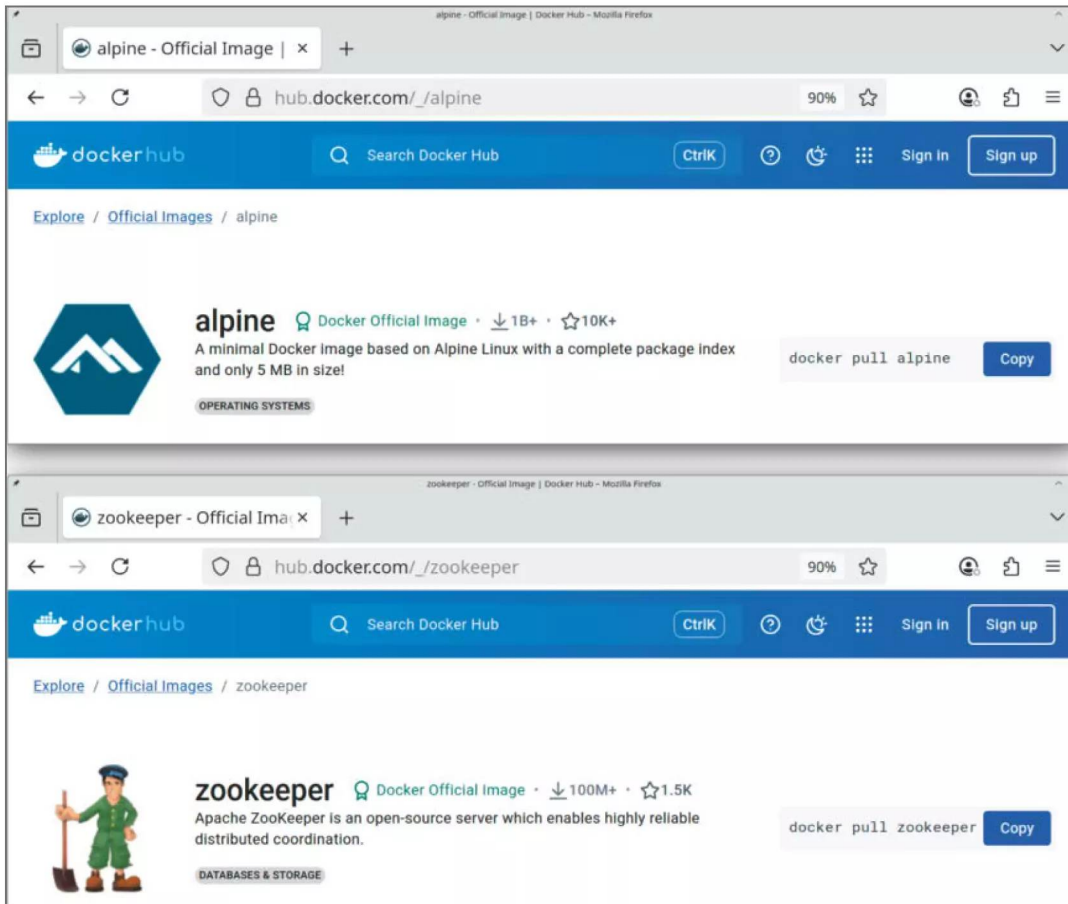 alpine - Official Image | Docker Hub – Mozilla Firefox
alpine - Official Image |
hub.docker.com/_/alpine 90%
dockerhub Search Docker Hub CtrlK Sign in Sign up
Explore / Official Images / alpine
alpine Docker Official Image · 1B+ · 10K+
A minimal Docker image based on Alpine Linux with a complete package index
and only 5 MB in size!
docker pull alpine Copy
OPERATING SYSTEMS
zookeeper - Official Image | Docker Hub – Mozilla Firefox
zookeeper - Official Ima
hub.docker.com/_/zookeeper 90%
dockerhub Search Docker Hub CtrlK Sign in Sign up
Explore / Official Images / zookeeper
zookeeper Docker Official Image · 100M+ · 1.5K
Apache ZooKeeper is an open-source server which enables highly reliable
distributed coordination.
docker pull zookeeper Copy
DATABASES & STORAGE